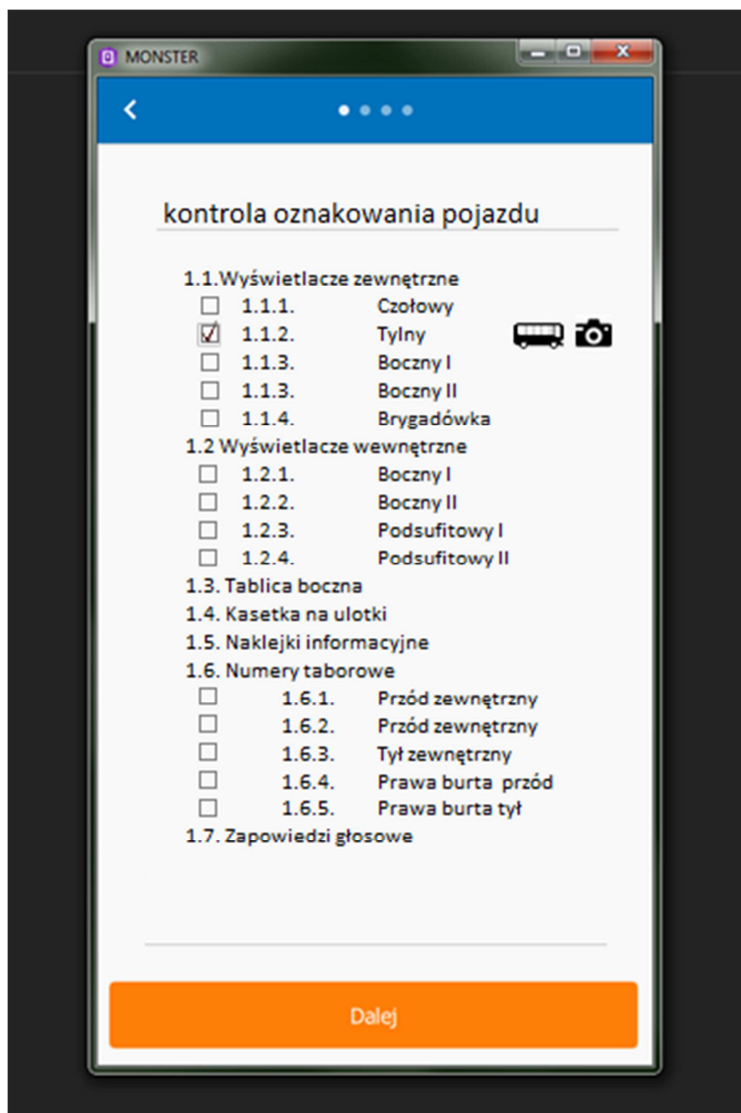 MONSTER
kontrola oznakowania pojazdu
1.1.Wyświetlacze zewnętrzne
1.1.1. Czołowy
1.1.2. Tylny
1.1.3. Boczny I
1.1.3. Boczny II
1.1.4. Brygadówka
1.2 Wyświetlacze wewnętrzne
1.2.1. Boczny I
1.2.2. Boczny II
1.2.3. Podsufitowy I
1.2.4. Podsufitowy II
1.3. Tablica boczna
1.4. Kasetka na ulotki
1.5. Naklejki informacyjne
1.6. Numery taborowe
1.6.1. Przód zewnętrzny
1.6.2. Przód zewnętrzny
1.6.3. Tył zewnętrzny
1.6.4. Prawa burta przód
1.6.5. Prawa burta tył
1.7. Zapowiedzi głosowe
Dalej